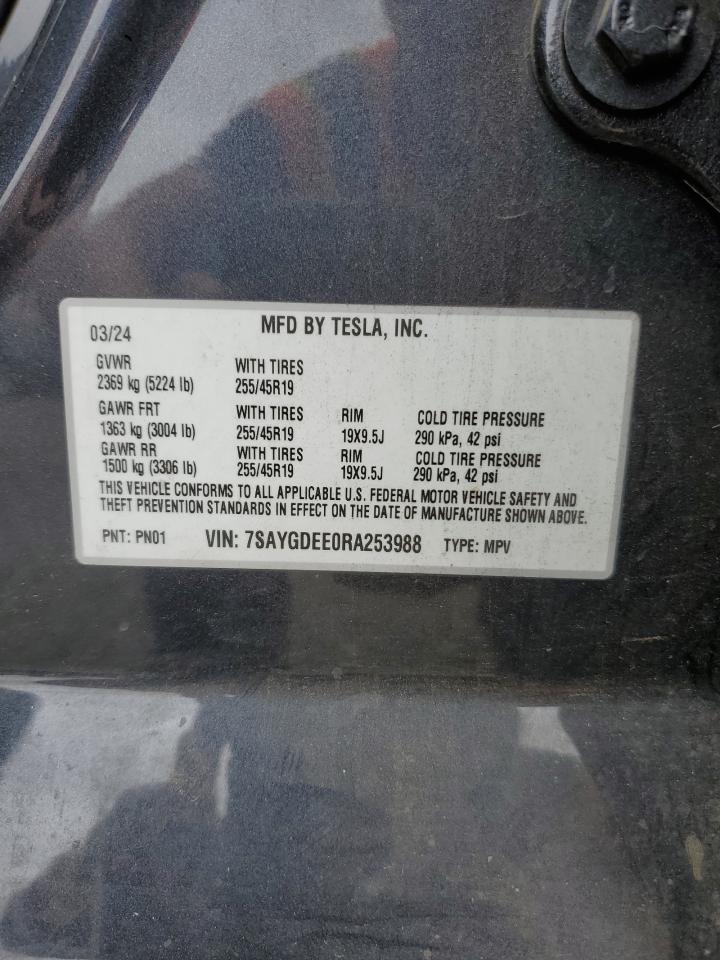 03/24 MFD BY TESLA, INC.
GVWR WITH TIRES
2369 kg (5224 lb) 255/45R19
GAWR FRT WITH TIRES RIM COLD TIRE PRESSURE
1363 kg (3004 lb) 255/45R19 19X9.5J 290 kPa, 42 psi
GAWR RR WITH TIRES RIM COLD TIRE PRESSURE
1500 kg (3306 lb) 255/45R19 19X9.5J 290 kPa, 42 psi
THIS VEHICLE CONFORMS TO ALL APPLICABLE U.S. FEDERAL MOTOR VEHICLE SAFETY AND
THEFT PREVENTION STANDARDS IN EFFECT ON THE DATE OF MANUFACTURE SHOWN ABOVE.
PNT: PN01 VIN: 7SAYGDEE0RA253988 TYPE: MPV